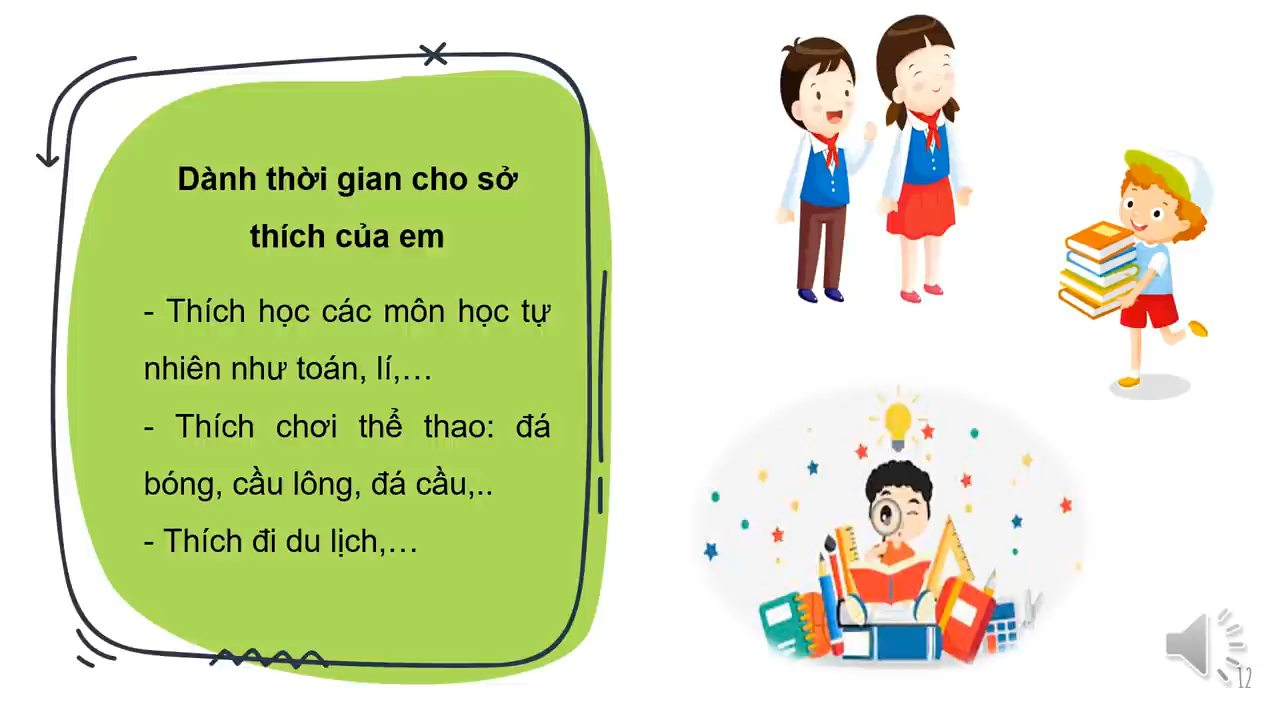 Dành thời gian cho sở
thích của em
- Thích học các môn học tự
nhiên như toán, lí,…
- Thích chơi thể thao: đá
bóng, cầu lông, đá cầu,..
- Thích đi du lịch,…
12